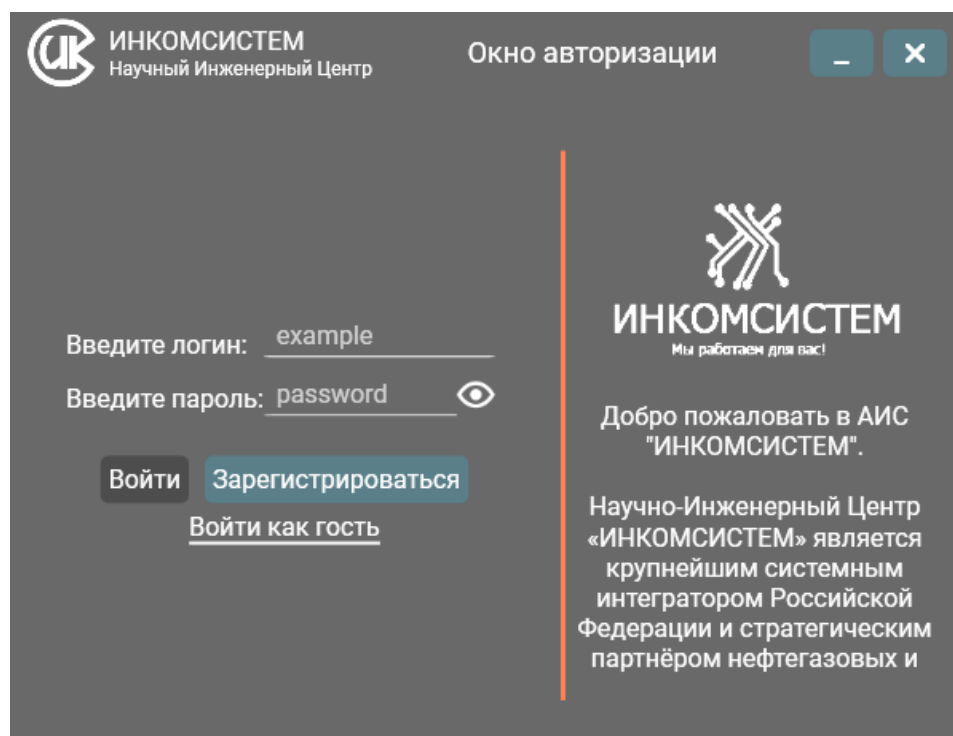 ИНКОМСИСТЕМ
Научный Инженерный Центр
Окно авторизации
Введите логин: example
Введите пароль: password
Войти
Зарегистрироваться
Войти как гость
ИНКОМСИСТЕМ
Мы работаем для вас!
Добро пожаловать в АИС
"ИНКОМСИСТЕМ".
Научно-Инженерный Центр
«ИНКОМСИСТЕМ» является
крупнейшим системным
интегратором Российской
Федерации и стратегическим
партнёром нефтегазовых и